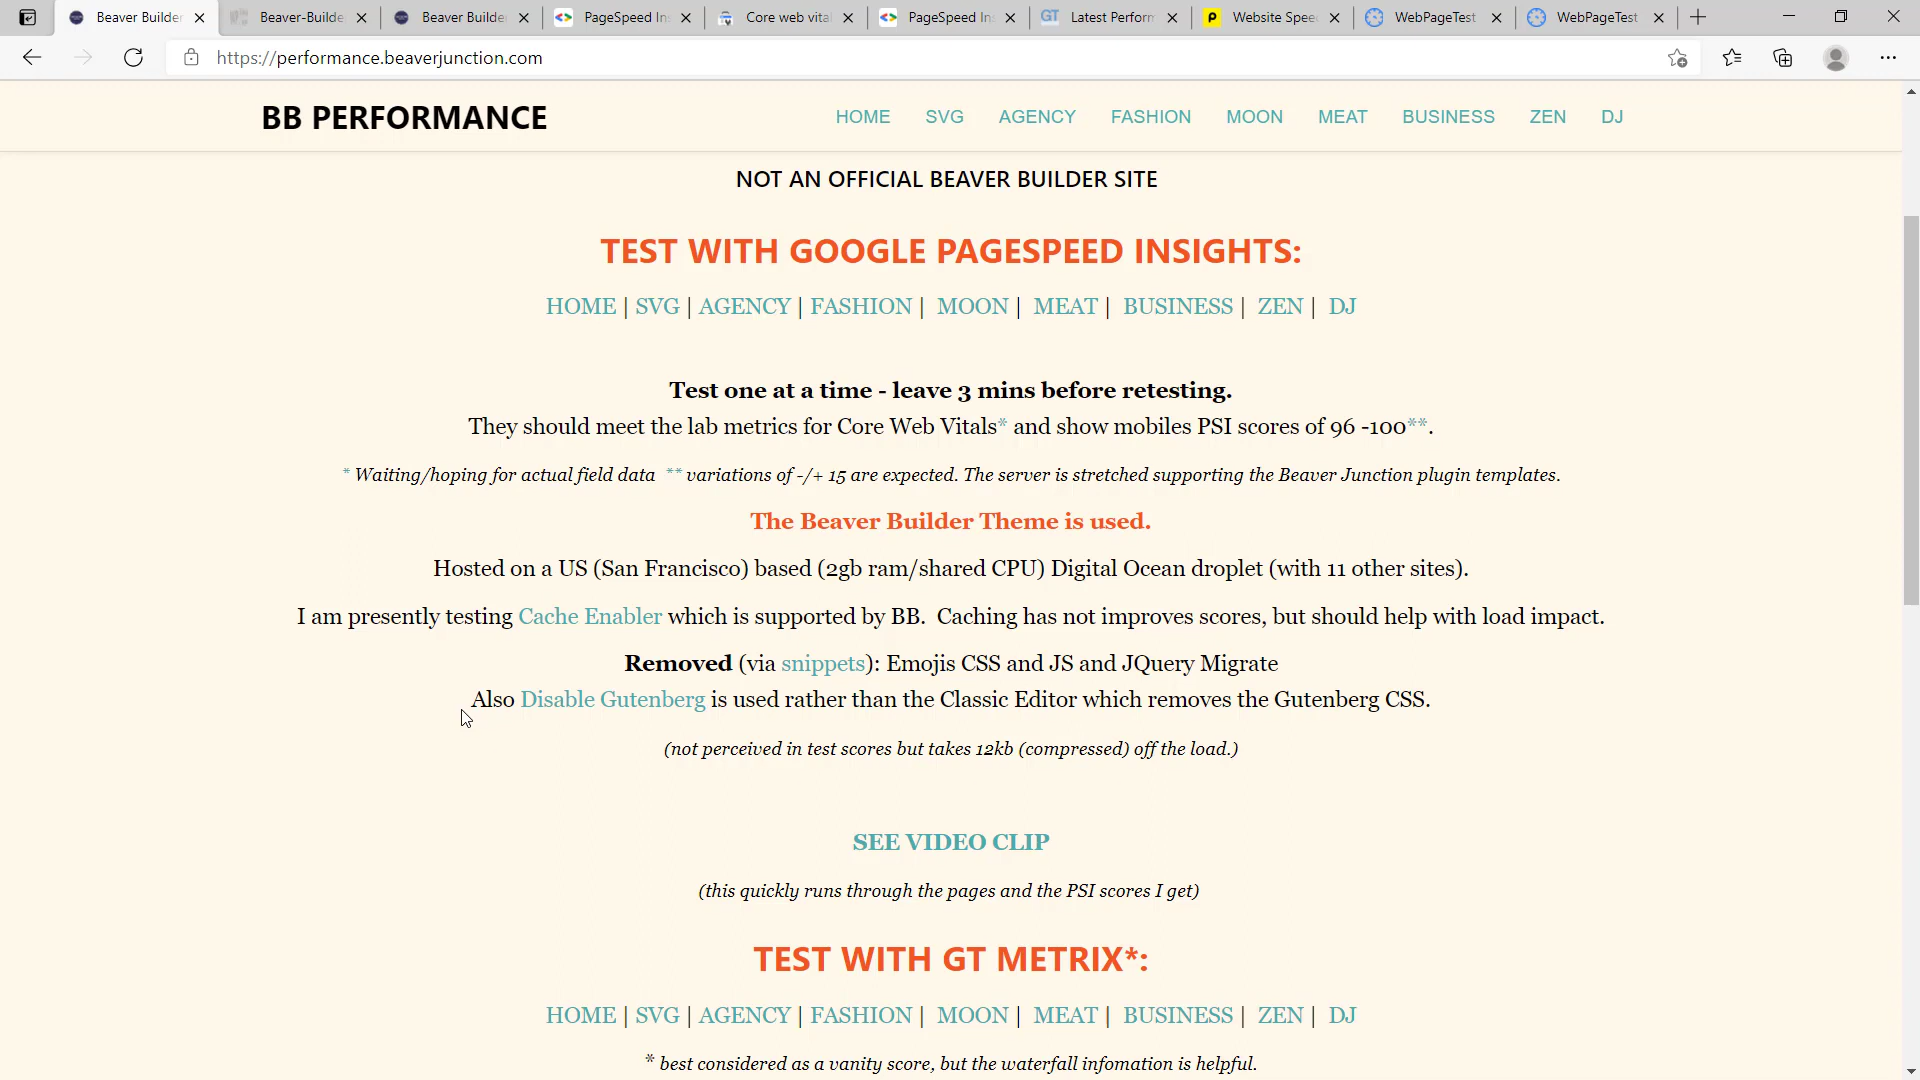 Beaver Builder
Beaver-Builde
Beaver Builde
PageSpeed In
Core web vital
PageSpeed In
GT Latest Perform
Website Spee
WebPageTest
WebPageTest
https://performance.beaverjunction.com
BB PERFORMANCE
HOME SVG AGENCY FASHION MOON MEAT BUSINESS ZEN DJ
NOT AN OFFICIAL BEAVER BUILDER SITE
TEST WITH GOOGLE PAGESPEED INSIGHTS:
HOME | SVG | AGENCY | FASHION | MOON | MEAT | BUSINESS | ZEN | DJ
Test one at a time - leave 3 mins before retesting.
They should meet the lab metrics for Core Web Vitals* and show mobiles PSI scores of 96 -100**.
* Waiting/hoping for actual field data ** variations of -/+ 15 are expected. The server is stretched supporting the Beaver Junction plugin templates.
The Beaver Builder Theme is used.
Hosted on a US (San Francisco) based (2gb ram/shared CPU) Digital Ocean droplet (with 11 other sites).
I am presently testing Cache Enabler which is supported by BB. Caching has not improves scores, but should help with load impact.
Removed (via snippets): Emojis CSS and JS and JQuery Migrate
Also Disable Gutenberg is used rather than the Classic Editor which removes the Gutenberg CSS.
(not perceived in test scores but takes 12kb (compressed) off the load.)
SEE VIDEO CLIP
(this quickly runs through the pages and the PSI scores I get)
TEST WITH GT METRIX*:
HOME | SVG | AGENCY | FASHION | MOON | MEAT | BUSINESS | ZEN | DJ
* best considered as a vanity score, but the waterfall infomation is helpful.